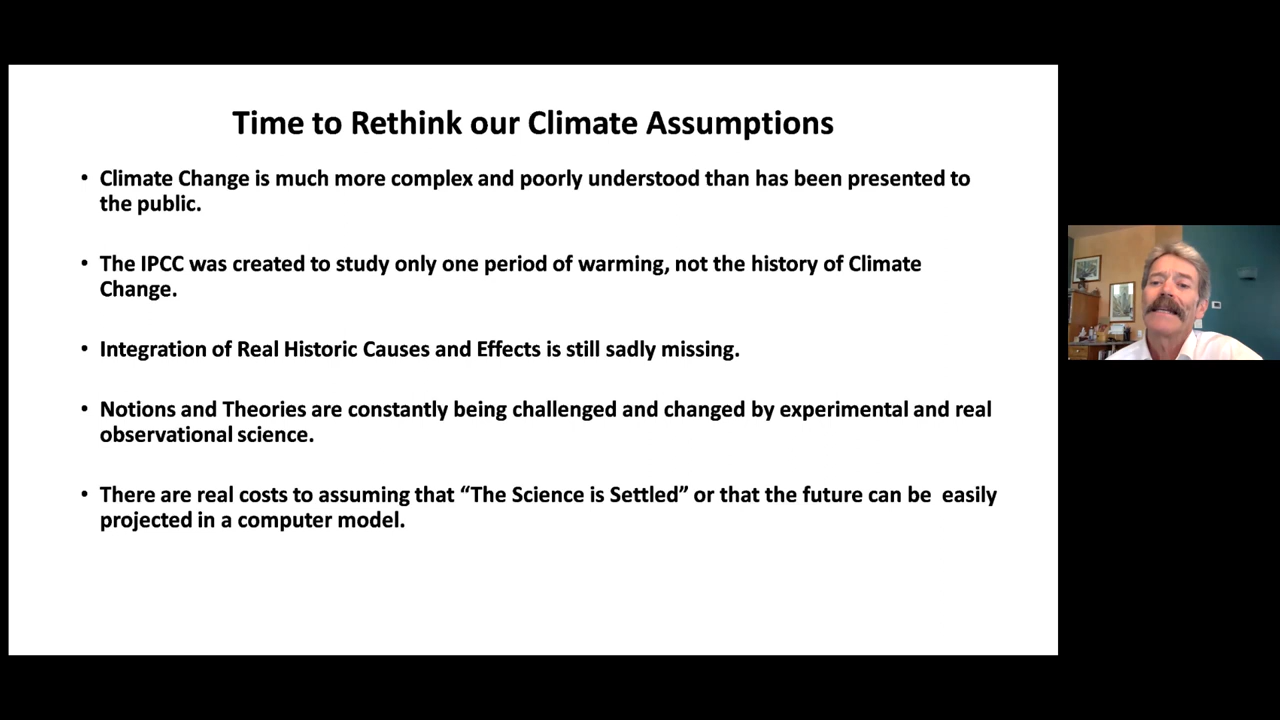 Time to Rethink our Climate Assumptions
• Climate Change is much more complex and poorly understood than has been presented to
the public.
• The IPCC was created to study only one period of warming, not the history of Climate
Change.
• Integration of Real Historic Causes and Effects is still sadly missing.
• Notions and Theories are constantly being challenged and changed by experimental and real
observational science.
• There are real costs to assuming that “The Science is Settled” or that the future can be  easily
projected in a computer model.